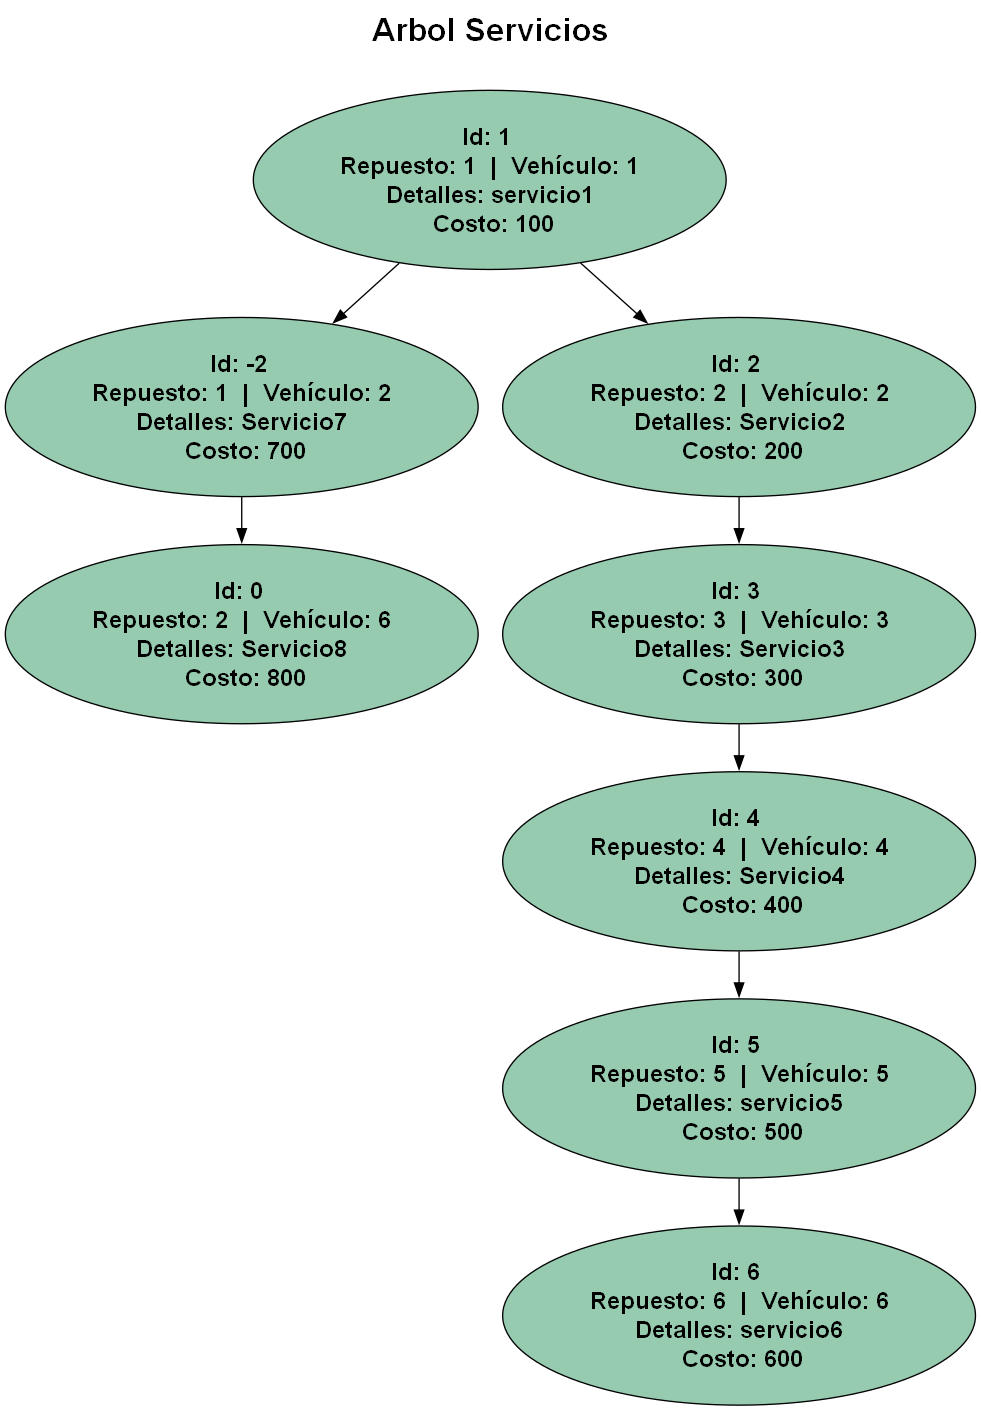 Arbol Servicios
Id: 1
Repuesto: 1 | Vehículo: 1
Detalles: servicio1
Costo: 100
Id: -2
Repuesto: 1 | Vehículo: 2
Detalles: Servicio7
Costo: 700
Id: 2
Repuesto: 2 | Vehículo: 2
Detalles: Servicio2
Costo: 200
Id: 0
Repuesto: 2 | Vehículo: 6
Detalles: Servicio8
Costo: 800
Id: 3
Repuesto: 3 | Vehículo: 3
Detalles: Servicio3
Costo: 300
Id: 4
Repuesto: 4 | Vehículo: 4
Detalles: Servicio4
Costo: 400
Id: 5
Repuesto: 5 | Vehículo: 5
Detalles: servicio5
Costo: 500
Id: 6
Repuesto: 6 | Vehículo: 6
Detalles: servicio6
Costo: 600